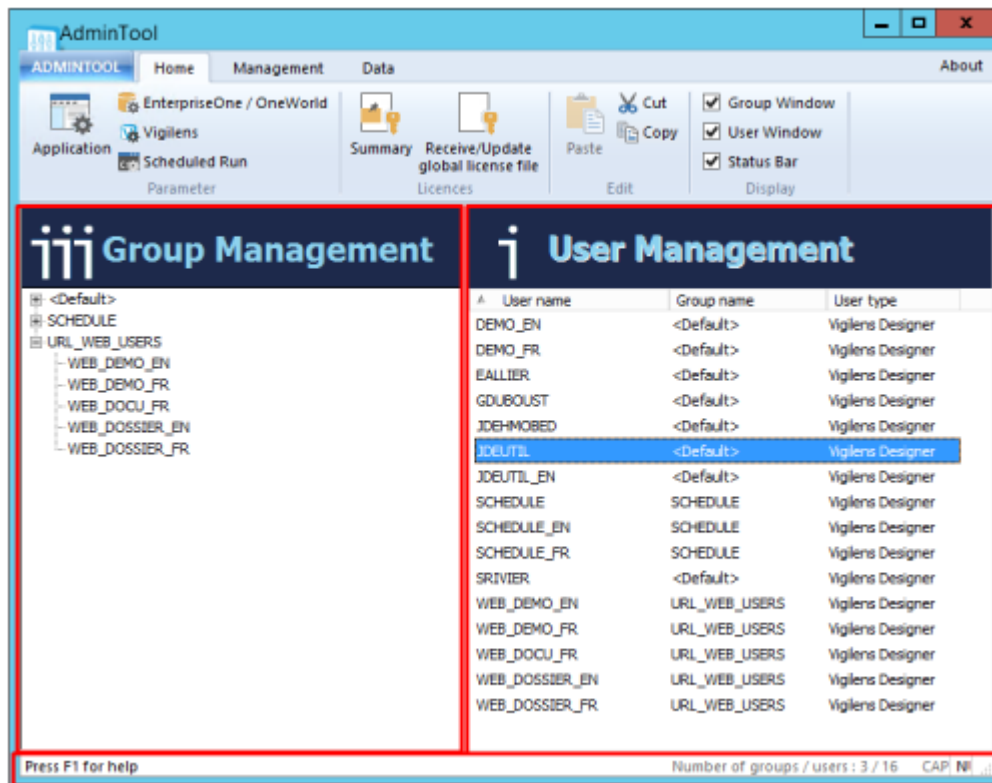 AdminTool
ADMINTOOL Home Management Data About
Application
EnterpriseOne / OneWorld
Vigilens
Scheduled Run
Parameter
Summary
Receive/Update
global license file
Licences
Paste
Cut
Copy
Edit
Group Window
User Window
Status Bar
Display
Group Management
<Default>
SCHEDULE
URL_WEB_USERS
WEB_DEMO_EN
WEB_DEMO_FR
WEB_DOCU_FR
WEB_DOSSIER_EN
WEB_DOSSIER_FR
User Management
User name Group name User type
DEMO_EN <Default> Vigilens Designer
DEMO_FR <Default> Vigilens Designer
EALLIER <Default> Vigilens Designer
GDUBOUST <Default> Vigilens Designer
JDEHMOBED <Default> Vigilens Designer
JDEUTIL <Default> Vigilens Designer
JDEUTIL_EN <Default> Vigilens Designer
SCHEDULE SCHEDULE Vigilens Designer
SCHEDULE_EN SCHEDULE Vigilens Designer
SCHEDULE_FR SCHEDULE Vigilens Designer
SRIVIER <Default> Vigilens Designer
WEB_DEMO_EN URL_WEB_USERS Vigilens Designer
WEB_DEMO_FR URL_WEB_USERS Vigilens Designer
WEB_DOCU_FR URL_WEB_USERS Vigilens Designer
WEB_DOSSIER_EN URL_WEB_USERS Vigilens Designer
WEB_DOSSIER_FR URL_WEB_USERS Vigilens Designer
Press F1 for help Number of groups / users : 3 / 16 CAP